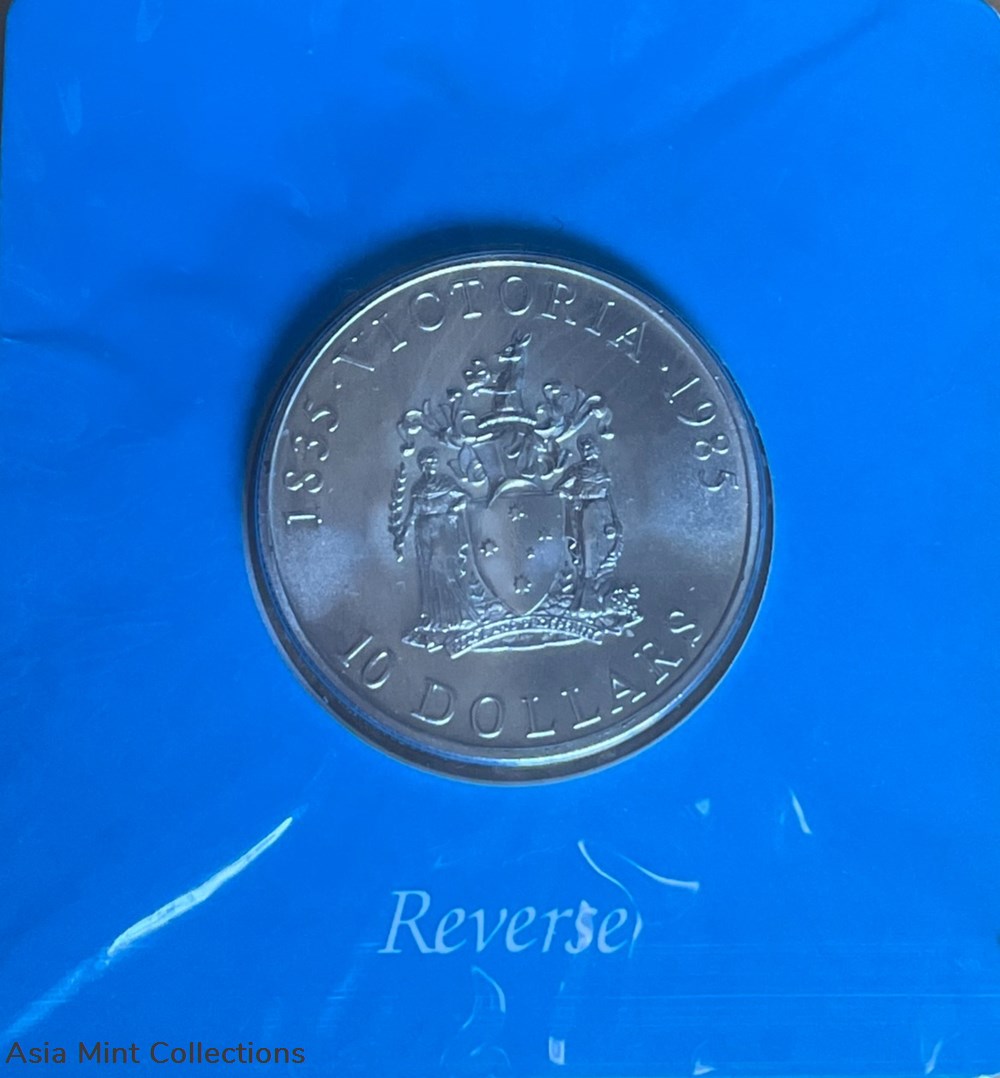 1835 · VICTORIA · 1985
10 DOLLARS
Reverse
Asia Mint Collections